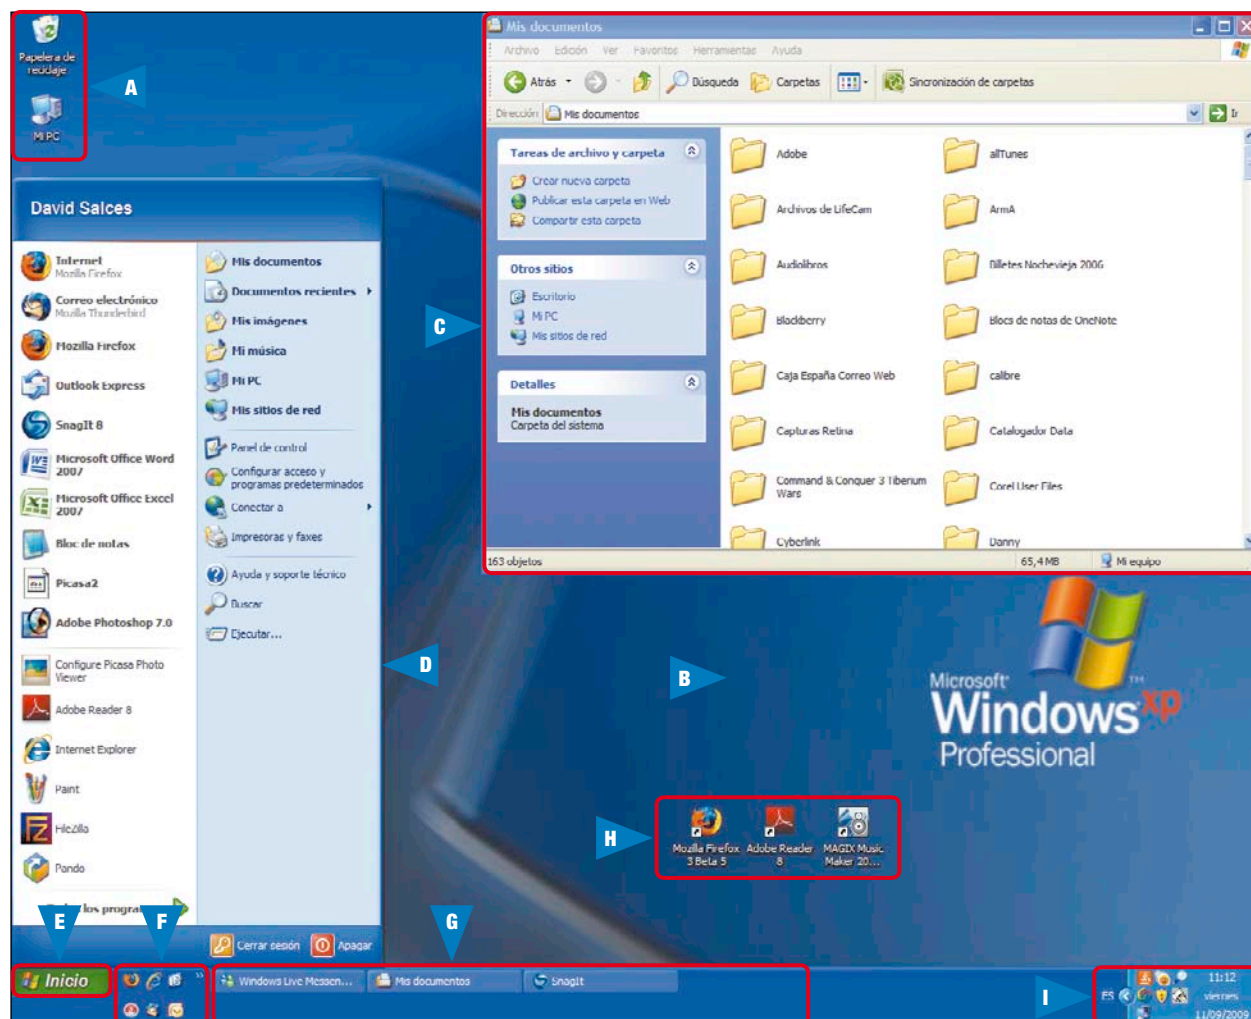 Papelera de
reciclaje
A
Mi PC
Mis documentos
Archivo Edición Ver Favoritos Herramientas Ayuda
Atrás Búsqueda Carpetas Sincronización de carpetas
Dirección Mis documentos Ir
Tareas de archivo y carpeta
Crear nueva carpeta
Publicar esta carpeta en Web
Compartir esta carpeta
Otros sitios
Escritorio
Mi PC
Mis sitios de red
Detalles
Mis documentos
Carpeta del sistema
Adobe
allTunes
Archivos de LifeCam
ArmA
Audiolibros
Billetes Nochevieja 2006
Blackberry
Blocs de notas de OneNote
Caja España Correo Web
calibre
Capturas Retina
Catalogador Data
Command & Conquer 3 Tiberium
Wars
Corel User Files
Cyberlink
Danny
163 objetos 65,4 MB Mi equipo
C
David Salces
Internet
Mozilla Firefox
Correo electrónico
Mozilla Thunderbird
Mozilla Firefox
Outlook Express
SnagIt 8
Microsoft Office Word
2007
Microsoft Office Excel
2007
Bloc de notas
Picasa2
Adobe Photoshop 7.0
Configure Picasa Photo
Viewer
Adobe Reader 8
Internet Explorer
Paint
FileZilla
Pando
los progra
Mis documentos
Documentos recientes
Mis imágenes
Mi música
Mi PC
Mis sitios de red
Panel de control
Configurar acceso y
programas predeterminados
Conectar a
Impresoras y faxes
Ayuda y soporte técnico
Buscar
Ejecutar...
Cerrar sesión Apagar
D
B
Microsoft
Windows xp
Professional
H
Mozilla Firefox
3 Beta 5
Adobe Reader
8
MAGIX Music
Maker 20...
E
F
G
Inicio
Windows Live Messen... Mis documentos SnagIt
I
ES
11:12
viernes
11/09/2009